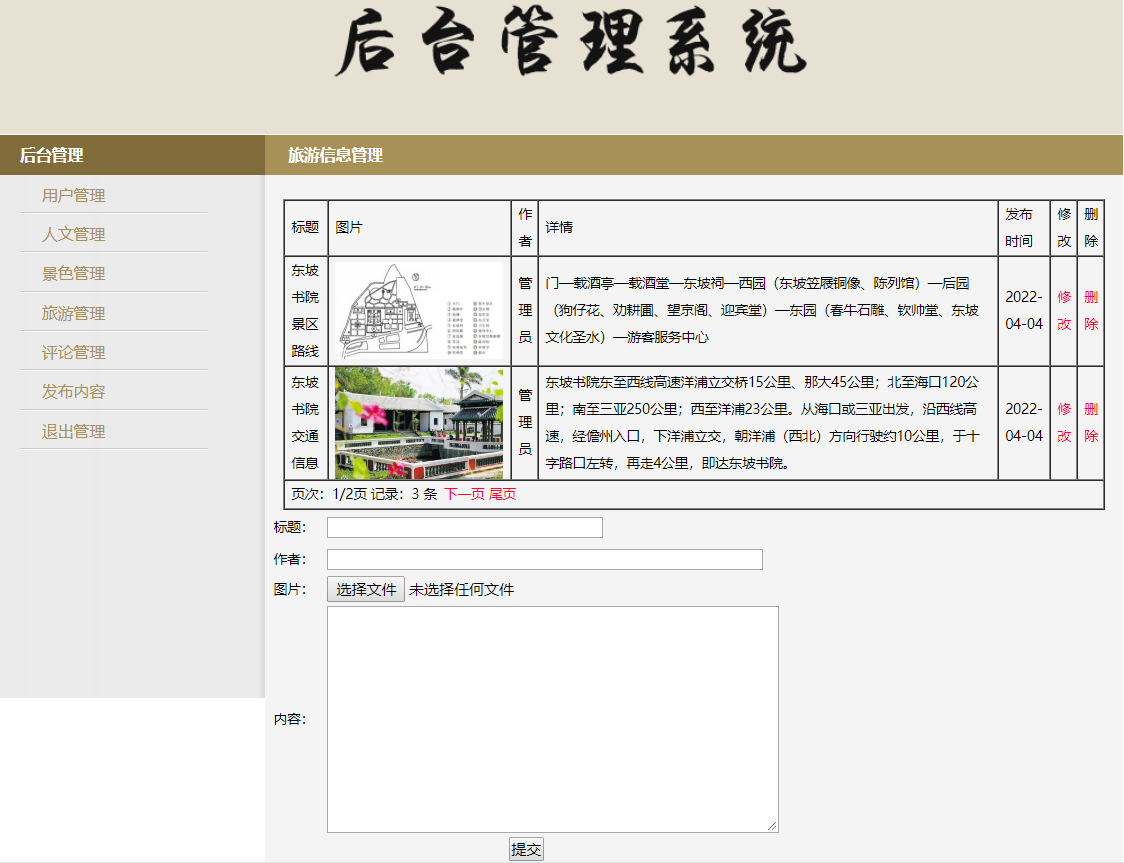 后台管理系统
后台管理
旅游信息管理
用户管理
人文管理
景色管理
旅游管理
评论管理
发布内容
退出管理
标题
图片
作
者
详情
发布
时间
修
改
删
除
东坡
书院
景区
路线
管
理
员
门—载酒亭—载酒堂—东坡祠—西园（东坡笠屐铜像、陈列馆）—后园
（狗仔花、劝耕圃、望京阁、迎宾堂）—东园（春牛石雕、钦帅堂、东坡
文化圣水）—游客服务中心
2022-
04-04
修
改
删
除
东坡
书院
交通
信息
管
理
员
东坡书院东至西线高速洋浦立交桥15公里、那大45公里；北至海口120公
里；南至三亚250公里；西至洋浦23公里。从海口或三亚出发，沿西线高
速，经儋州入口，下洋浦立交，朝洋浦（西北）方向行驶约10公里，于十
字路口左转，再走4公里，即达东坡书院。
2022-
04-04
修
改
删
除
页次：1/2页 记录：3 条 下一页 尾页
标题：
作者：
图片：
选择文件 未选择任何文件
内容：
提交